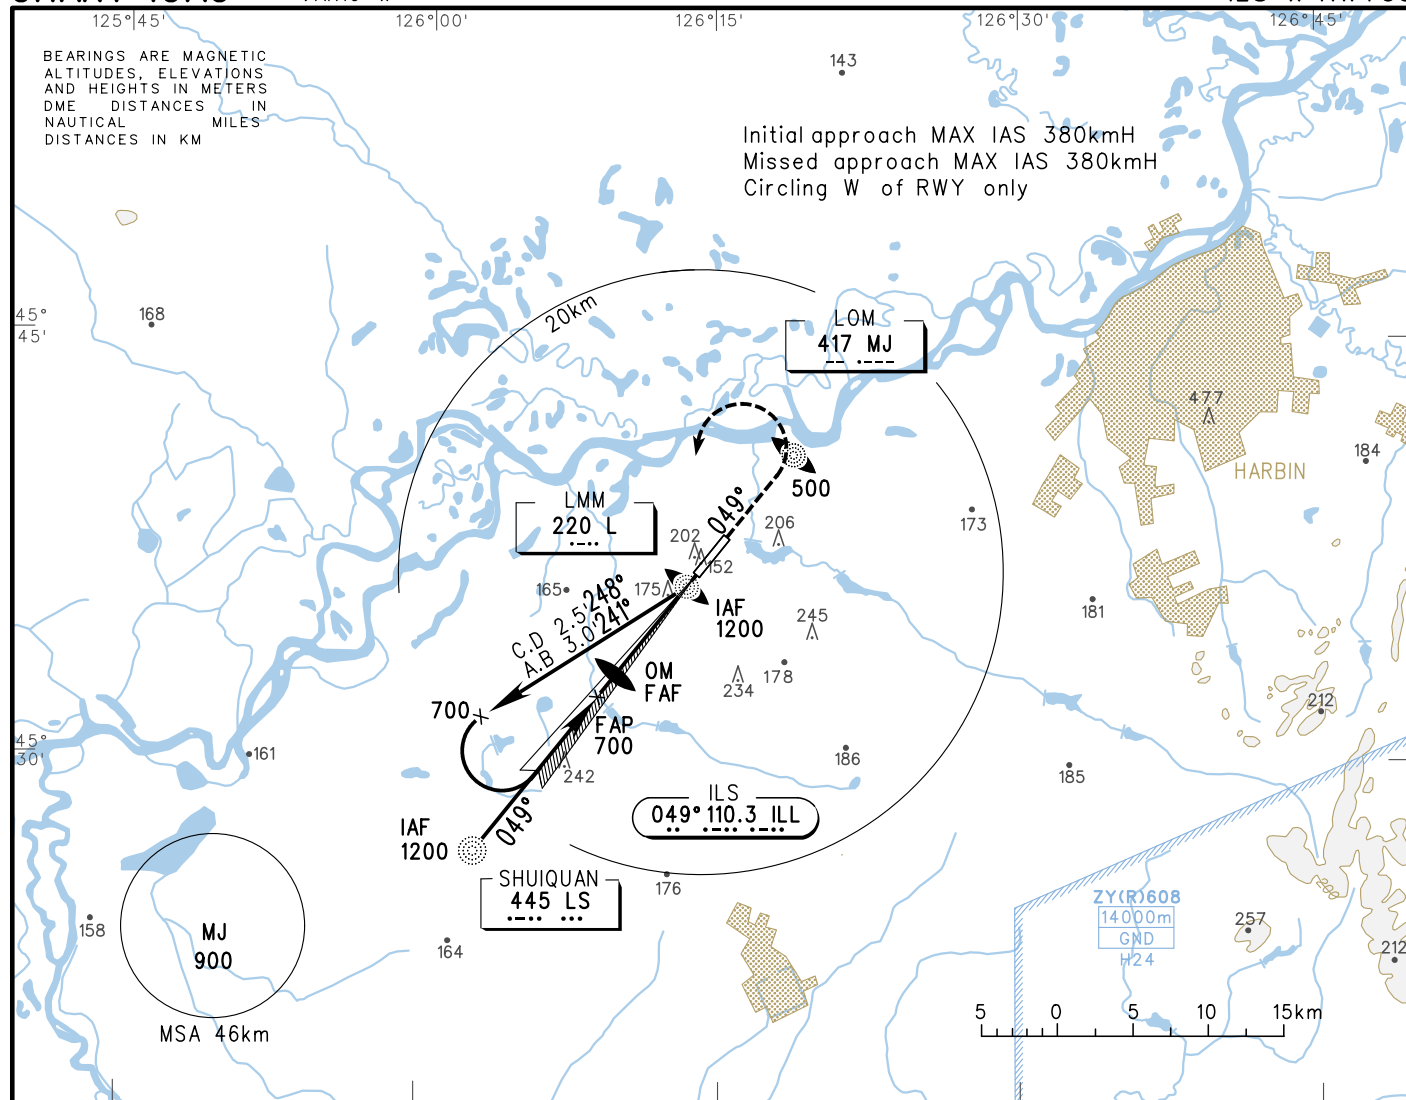 125°45'
126°00'
126°15'
126°30'
126°45'
BEARINGS ARE MAGNETIC
ALTITUDES, ELEVATIONS
AND HEIGHTS IN METERS
DME DISTANCES IN
NAUTICAL MILES
DISTANCES IN KM
143
Initial approach MAX IAS 380kmH
Missed approach MAX IAS 380kmH
Circling W of RWY only
168
45°
45'
20km
LOM
417 MJ
477
184
HARBIN
500
LMM
220 L
049°
202
206
173
152
165
175
248°
C.D 2.5'
241°
A.B 3.0'
IAF
1200
245
181
OM
FAF
178
234
212
700
FAP
700
45°
30'
161
242
186
185
ILS
049° 110.3 ILL
049°
IAF
1200
SHUIQUAN
445 LS
176
200
ZY(R)608
14000m
GND
H24
257
212
158
MJ
900
164
MSA 46km
5 0 5 10 15km